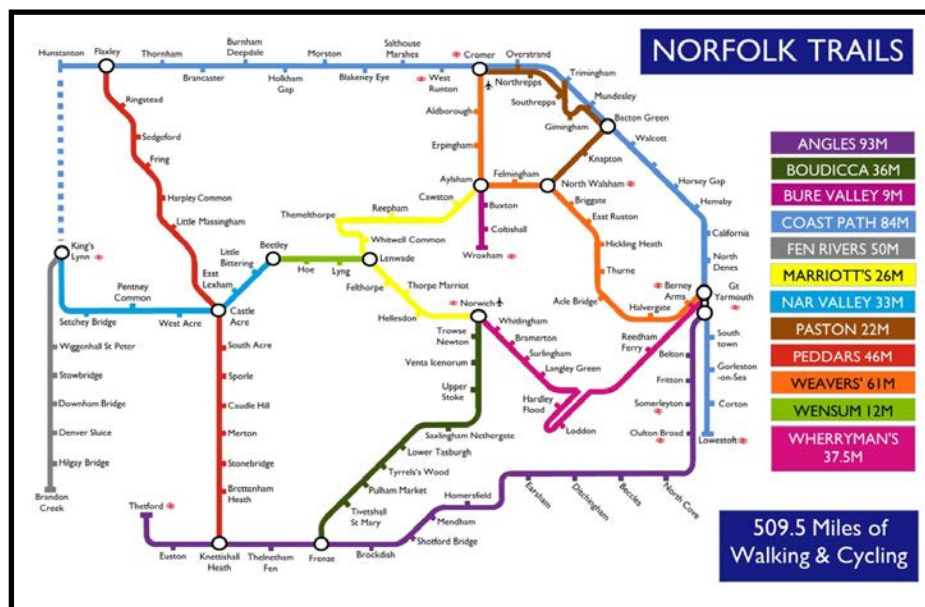 NORFOLK TRAILS
Hunstanton
Flaxley
Thornham
Brancaster
Burnham
Deepdale
Holkham
Gap
Morston
Blakeney Eye
Salthouse
Marshes
West
Runton
Cromer
Overstrand
Northrepps
Southrepps
Trimingham
Gimingham
Mundesley
Bacton Green
Walcott
Knapton
Horsey Gap
Hemsby
California
North
Denes
Gt
Yarmouth
Ringstead
Sedgeford
Fring
Harpley Common
Little Massingham
Aldborough
Erpingham
Aylsham
Felmingham
North Walsham
Briggate
East Ruston
Hickling Heath
Thurne
Acle Bridge
Halvergate
Berney
Arms
Cawston
Reepham
Themelthorpe
Whitwell Common
Lenwade
Buxton
Coltishall
Wroxham
King's
Lynn
Pentney
Common
Setchey Bridge
West Acre
East
Lexham
Little
Bittering
Beetley
Hoe
Lyng
Felthorpe
Thorpe Marriot
Hellesdon
Norwich
Castle
Acre
Whitlingham
Bramerton
Surlingham
Langley Green
Hardley
Flood
Loddon
Reedham
Ferry
Trowse
Newton
Venta Icenorum
Upper
Stoke
Saxlingham Nethergate
Lower Tasburgh
Tyrrel's Wood
Pulham Market
Tivetshall
St Mary
South
town
Gorleston
-on-Sea
Corton
Lowestoft
Belton
Fritton
Somerleyton
Oulton Broad
Wiggenhall St Peter
Stowbridge
Downham Bridge
Denver Sluice
Hilgay Bridge
Brandon
Creek
South Acre
Sporle
Caudle Hill
Merton
Stonebridge
Brettenham
Heath
Thetford
Euston
Knettishall
Heath
Thelnetham
Fen
Frenze
Brockdish
Shotford Bridge
Mendham
Homersfield
Earsham
Ditchingham
Beccles
North Cove
ANGLES 93M
BOUDICCA 36M
BURE VALLEY 9M
COAST PATH 84M
FEN RIVERS 50M
MARRIOTT'S 26M
NAR VALLEY 33M
PASTON 22M
PEDDARS 46M
WEAVERS' 61M
WENSUM 12M
WHERRYMAN'S
37.5M
509.5 Miles of
Walking & Cycling